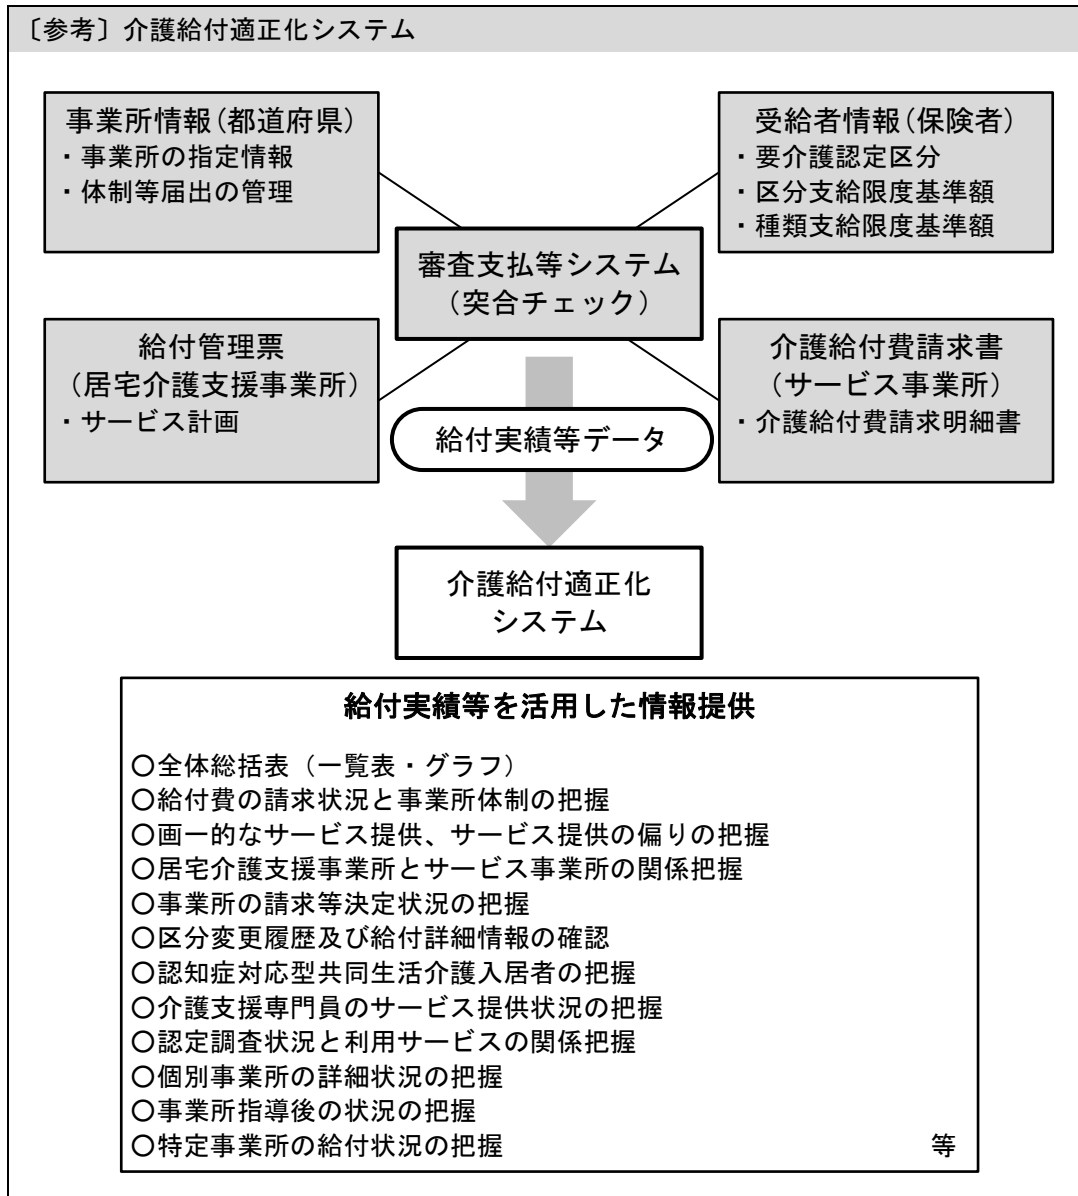 〔参考〕介護給付適正化システム
事業所情報(都道府県)
・事業所の指定情報
・体制等届出の管理
受給者情報(保険者)
・要介護認定区分
・区分支給限度基準額
・種類支給限度基準額
審査支払等システム
(突合チェック)
給付管理票
(居宅介護支援事業所)
・サービス計画
介護給付費請求書
(サービス事業所)
・介護給付費請求明細書
給付実績等データ
介護給付適正化
システム
給付実績等を活用した情報提供
○全体総括表(一覧表・グラフ)
○給付費の請求状況と事業所体制の把握
○画一的なサービス提供、サービス提供の偏りの把握
○居宅介護支援事業所とサービス事業所の関係把握
○事業所の請求等決定状況の把握
○区分変更履歴及び給付詳細情報の確認
○認知症対応型共同生活介護入居者の把握
○介護支援専門員のサービス提供状況の把握
○認定調査状況と利用サービスの関係把握
○個別事業所の詳細状況の把握
○事業所指導後の状況の把握
○特定事業所の給付状況の把握 等